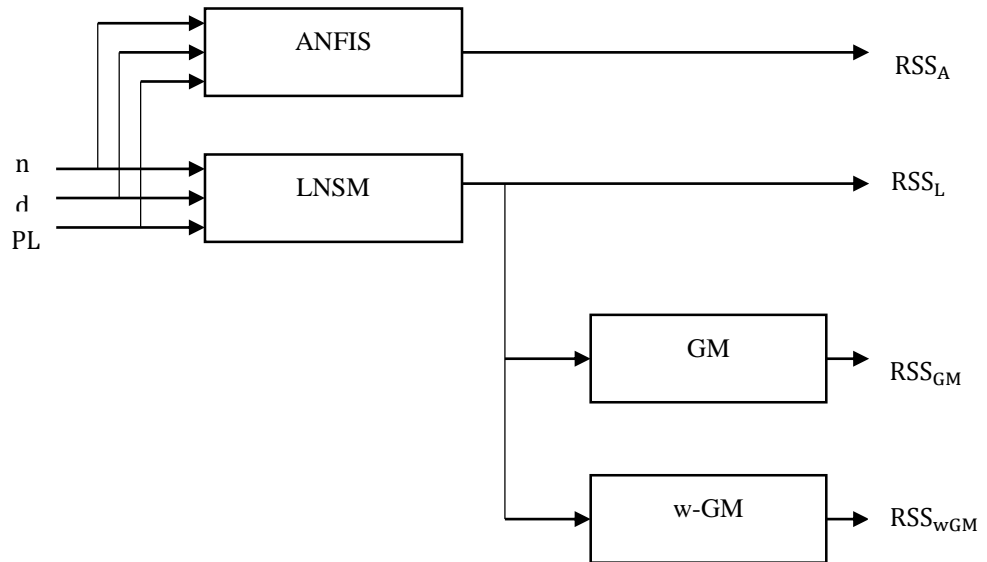 ANFIS
RSS_A
n
d
PL
LNSM
RSS_L
GM
RSS_GM
w-GM
RSS_wGM